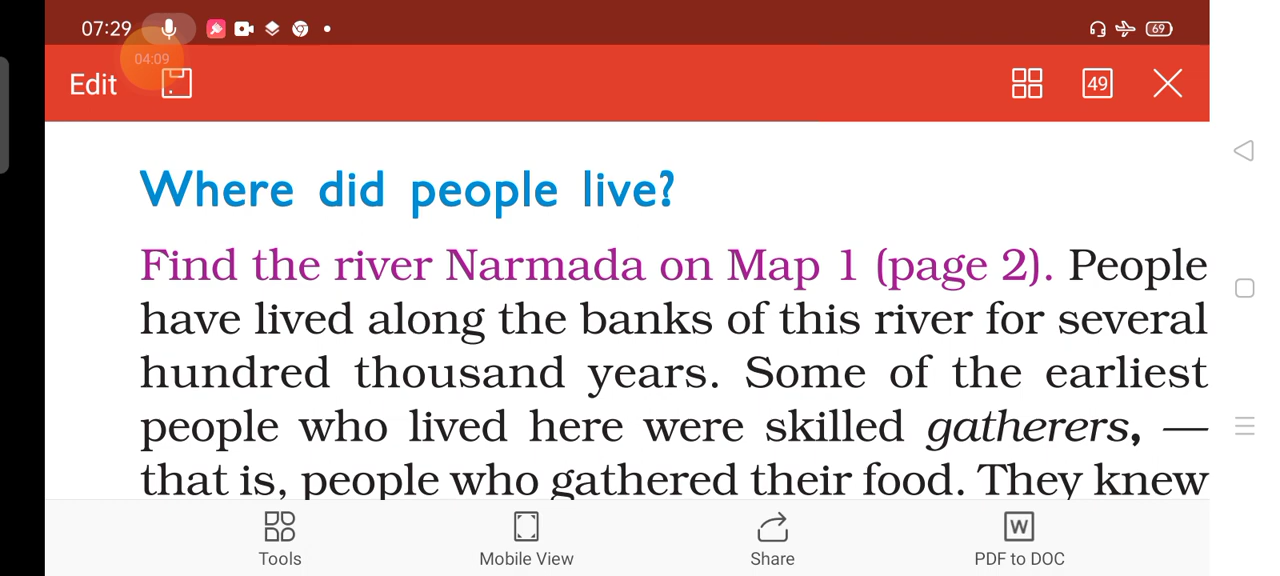 07:29
69
04:09
Edit
49
Where did people live?
Find the river Narmada on Map 1 (page 2). People
have lived along the banks of this river for several
hundred thousand years. Some of the earliest
people who lived here were skilled gatherers, —
that is, people who gathered their food. They knew
Tools
Mobile View
Share
W
PDF to DOC